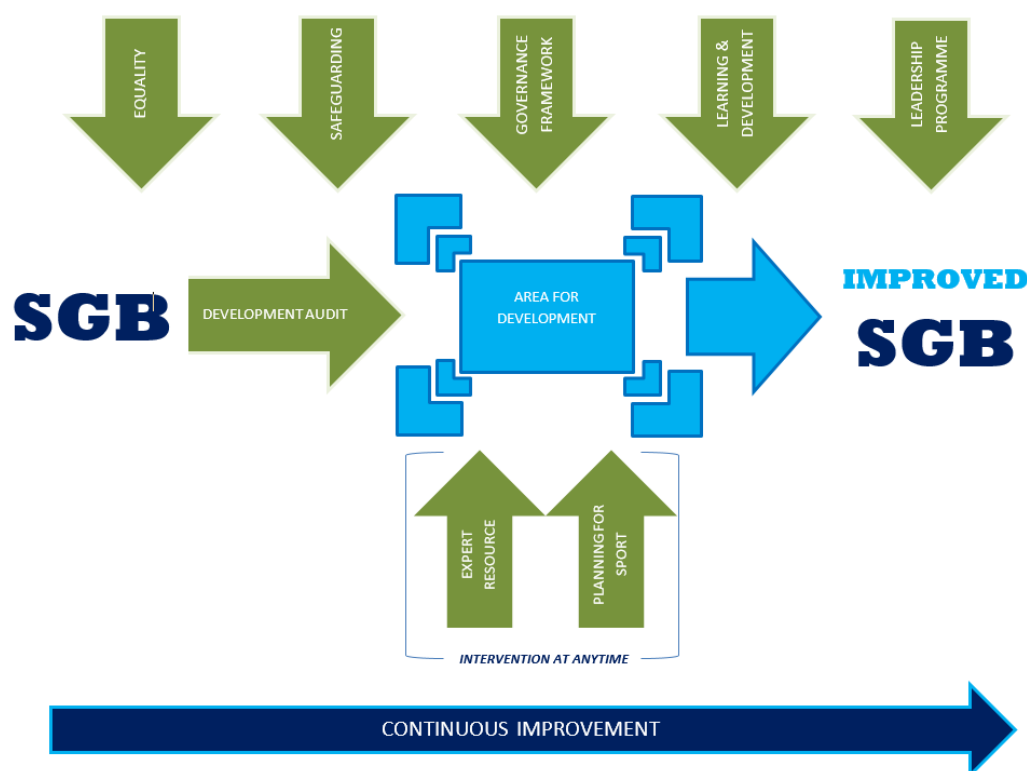 EQUALITY
SAFEGUARDING
GOVERNANCE
FRAMEWORK
LEARNING &
DEVELOPMENT
LEADERSHIP
PROGRAMME
SGB
DEVELOPMENT AUDIT
AREA FOR
DEVELOPMENT
IMPROVED
SGB
EXPERT
RESOURCE
PLANNING FOR
SPORT
INTERVENTION AT ANYTIME
CONTINUOUS IMPROVEMENT